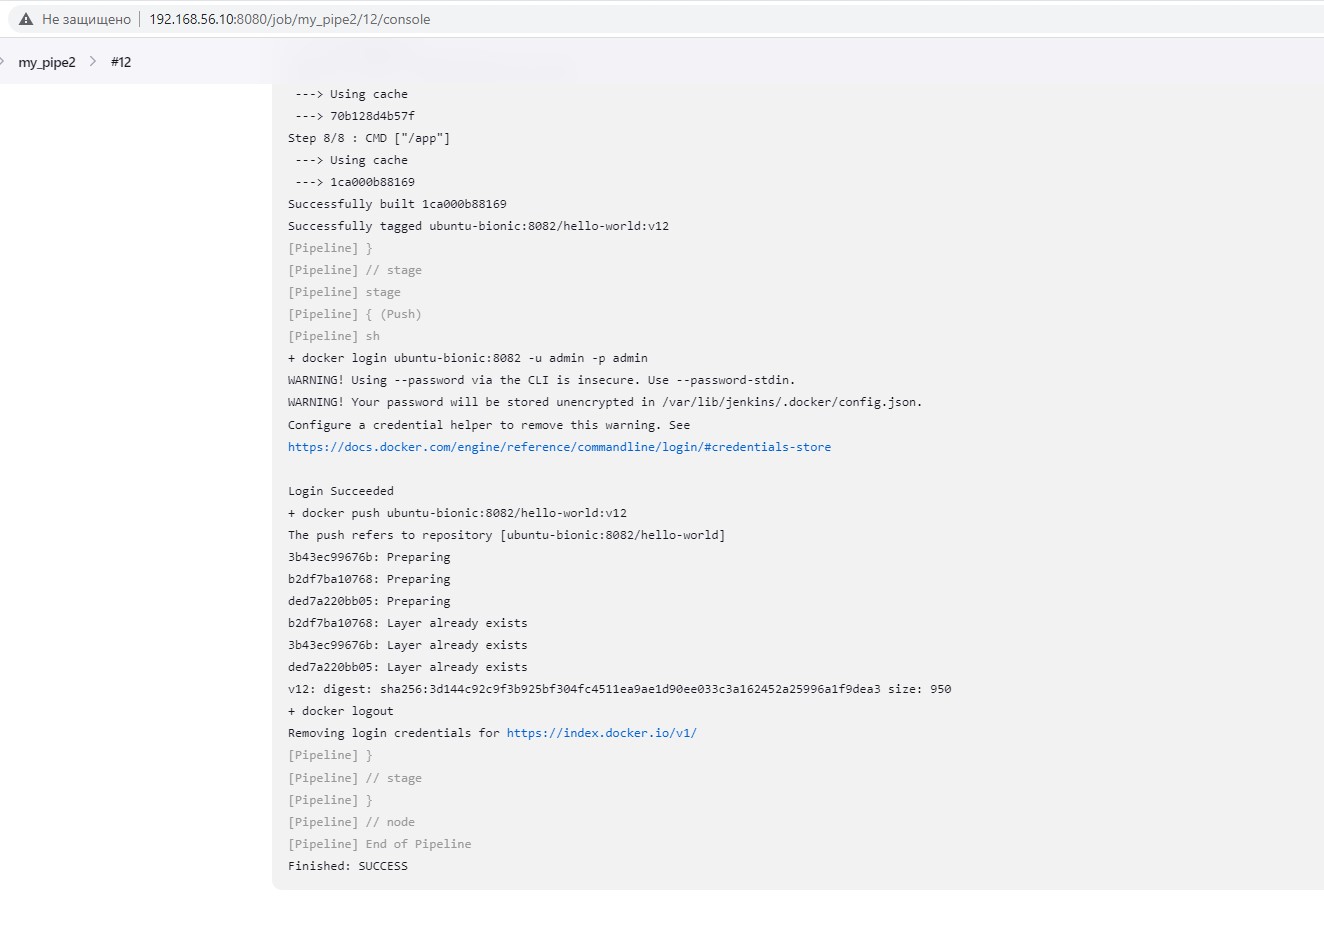 Не защищено 192.168.56.10:8080/job/my_pipe2/12/console
my_pipe2 > #12
---> Using cache
---> 70b128d4b57f
Step 8/8 : CMD ["/app"]
---> Using cache
---> 1ca000b88169
Successfully built 1ca000b88169
Successfully tagged ubuntu-bionic:8082/hello-world:v12
[Pipeline] }
[Pipeline] // stage
[Pipeline] stage
[Pipeline] { (Push)
[Pipeline] sh
+ docker login ubuntu-bionic:8082 -u admin -p admin
WARNING! Using --password via the CLI is insecure. Use --password-stdin.
WARNING! Your password will be stored unencrypted in /var/lib/jenkins/.docker/config.json.
Configure a credential helper to remove this warning. See
https://docs.docker.com/engine/reference/commandline/login/#credentials-store
Login Succeeded
+ docker push ubuntu-bionic:8082/hello-world:v12
The push refers to repository [ubuntu-bionic:8082/hello-world]
3b43ec99676b: Preparing
b2df7ba10768: Preparing
ded7a220bb05: Preparing
b2df7ba10768: Layer already exists
3b43ec99676b: Layer already exists
ded7a220bb05: Layer already exists
v12: digest: sha256:3d144c92c9f3b925bf304fc4511ea9ae1d90ee033c3a162452a25996a1f9dea3 size: 950
+ docker logout
Removing login credentials for https://index.docker.io/v1/
[Pipeline] }
[Pipeline] // stage
[Pipeline] }
[Pipeline] // node
[Pipeline] End of Pipeline
Finished: SUCCESS